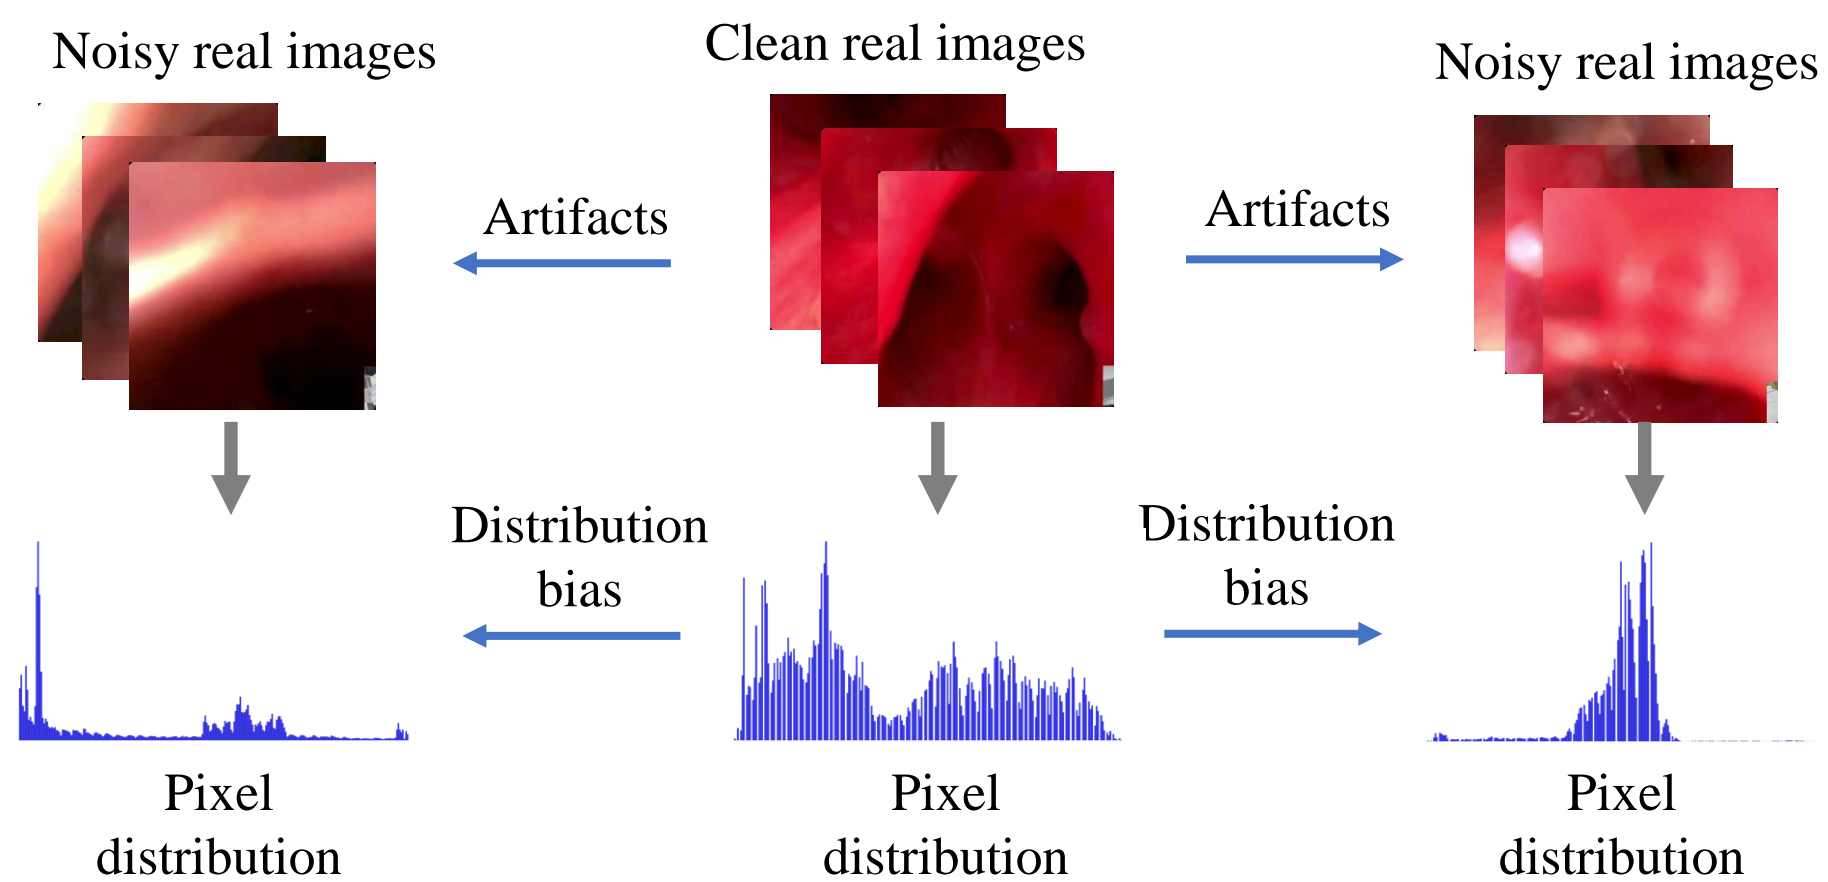 Noisy real images
Clean real images
Noisy real images
Artifacts
Artifacts
Distribution
bias
Distribution
bias
Pixel
distribution
Pixel
distribution
Pixel
distribution